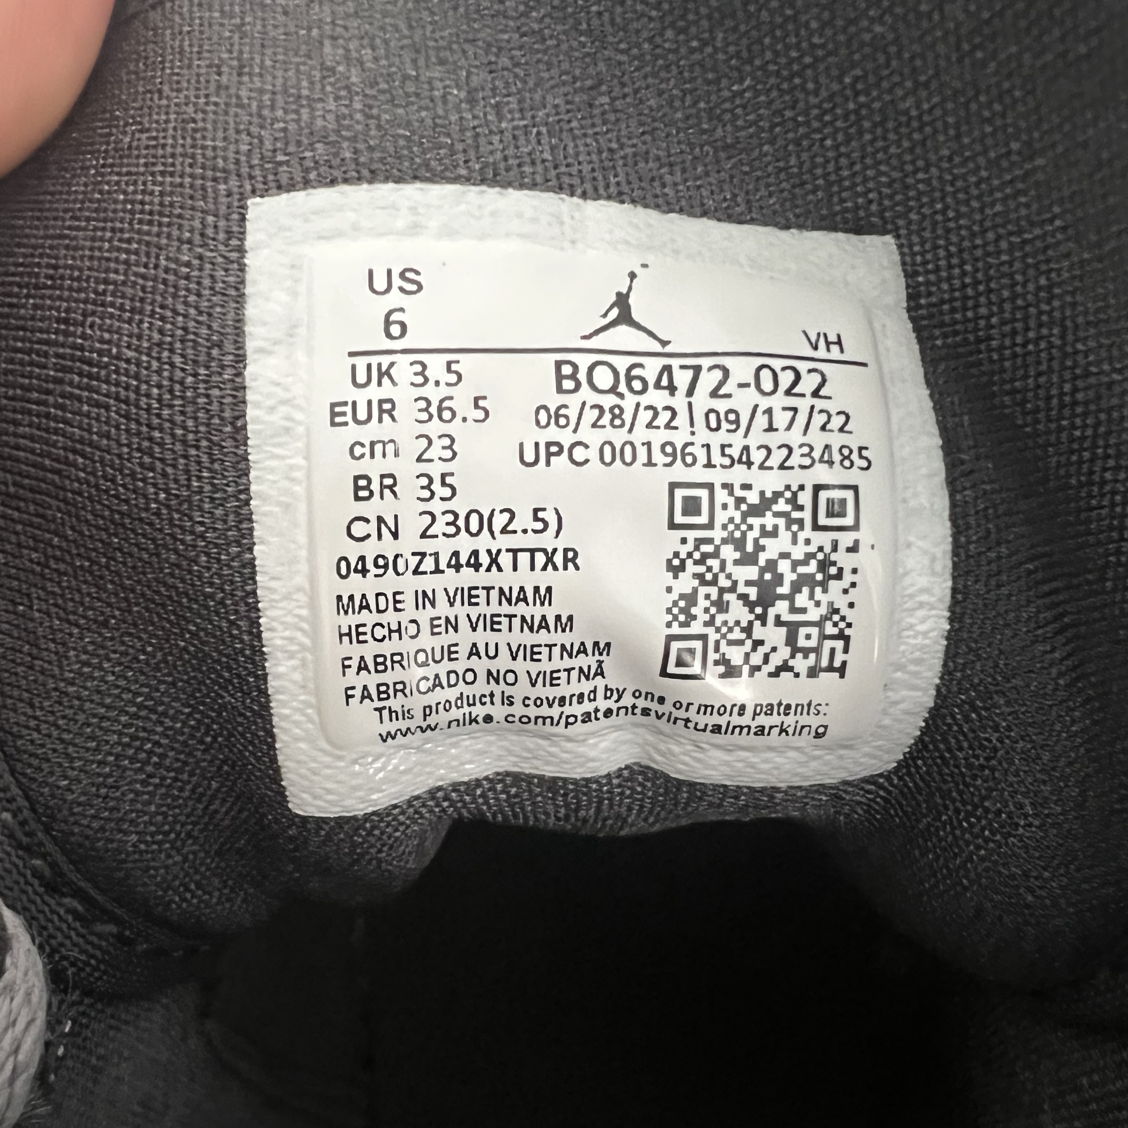 US
6
VH
UK 3.5
BQ6472-022
EUR 36.5
06/28/22 | 09/17/22
cm 23
UPC 00196154223485
BR 35
CN 230(2.5)
0490Z144XTTXR
MADE IN VIETNAM
HECHO EN VIETNAM
FABRIQUE AU VIETNAM
FABRICADO NO VIETNÃ
This product is covered by one or more patents:
www.nike.com/patentsvirtualmarking